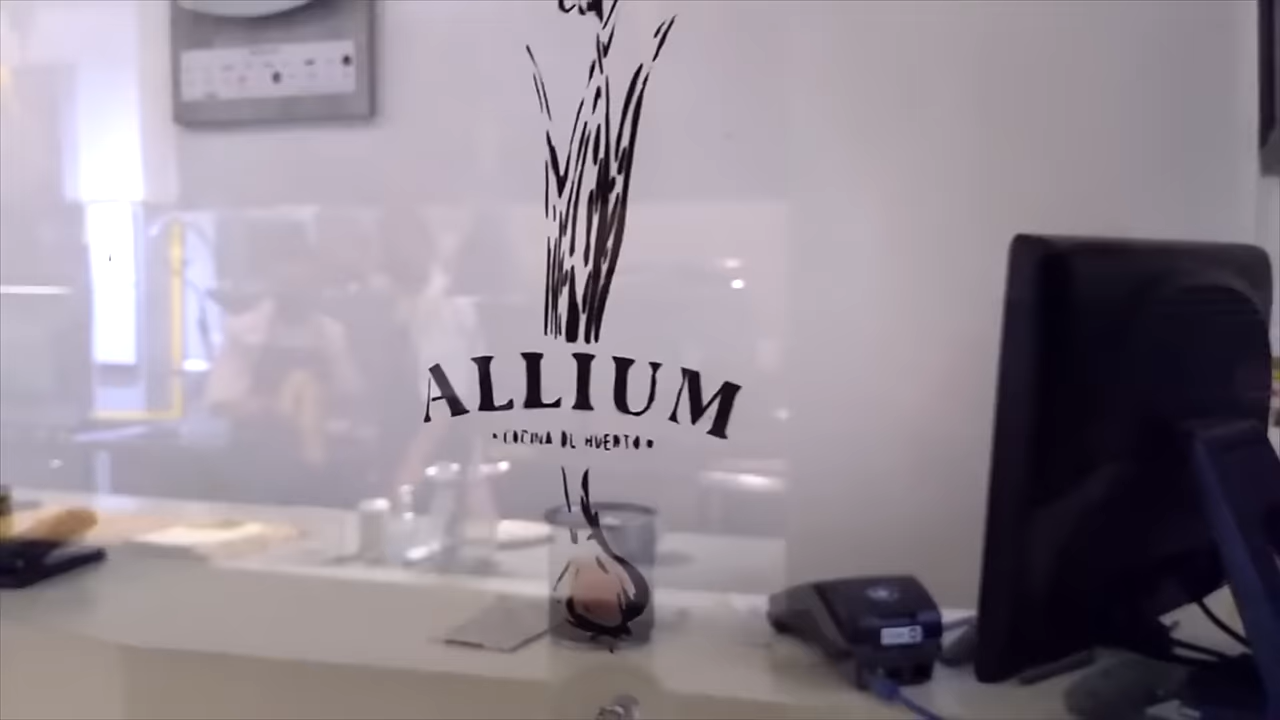 ALLIUM
• COCINA DE HUERTO •